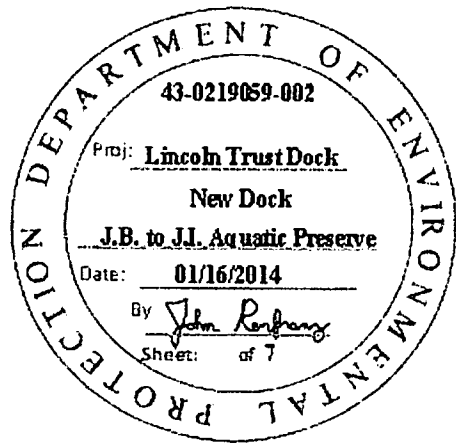 DEPARTMENT OF ENVIRONMENTAL PROTECTION
43-0219059-002
Proj: Lincoln Trust Dock
New Dock
J.B. to J.I. Aquatic Preserve
Date: 01/16/2014
By John Renfranz
Sheet: of 7